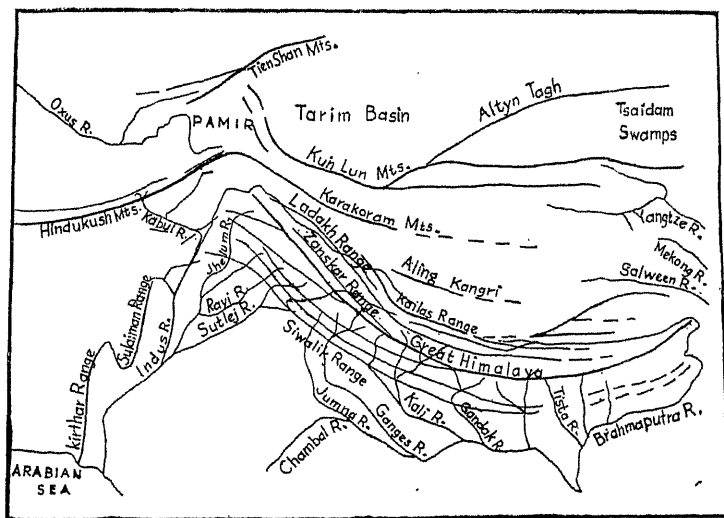 TienShan Mts.
Oxus R.
PAMIR
Tarim Basin
Altyn Tagh
Tsaidam
Swamps
Kun Lun Mts.
Hindukush Mts.
Kabul R.
Karakoram Mts.
Ladakh Range
Zanskar Range
Yangtze R.
Mekong R.
Salween R.
Aling Kangri
Kailas Range
Jhelum R.
Ravi R.
Sutlej R.
Sulaiman Range
Indus R.
Kirthar Range
Siwalik Range
Great Himalaya
Jumna R.
Ganges R.
Kali R.
Gandak R.
Tista R.
Brahmaputra R.
Chambal R.
ARABIAN
SEA